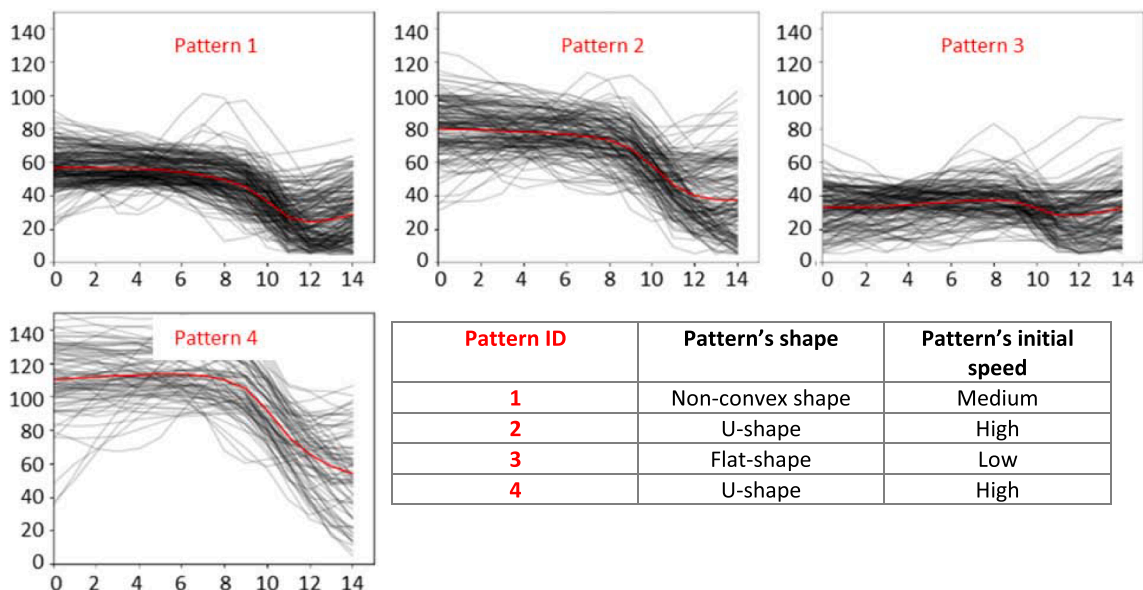 Pattern 1
140
120
100
80
60
40
20
0
0 2 4 6 8 10 12 14
Pattern 2
140
120
100
80
60
40
20
0
0 2 4 6 8 10 12 14
Pattern 3
140
120
100
80
60
40
20
0
0 2 4 6 8 10 12 14
Pattern 4
140
120
100
80
60
40
20
0
0 2 4 6 8 10 12 14
Pattern ID Pattern’s shape Pattern’s initial
speed
1 Non-convex shape Medium
2 U-shape High
3 Flat-shape Low
4 U-shape High